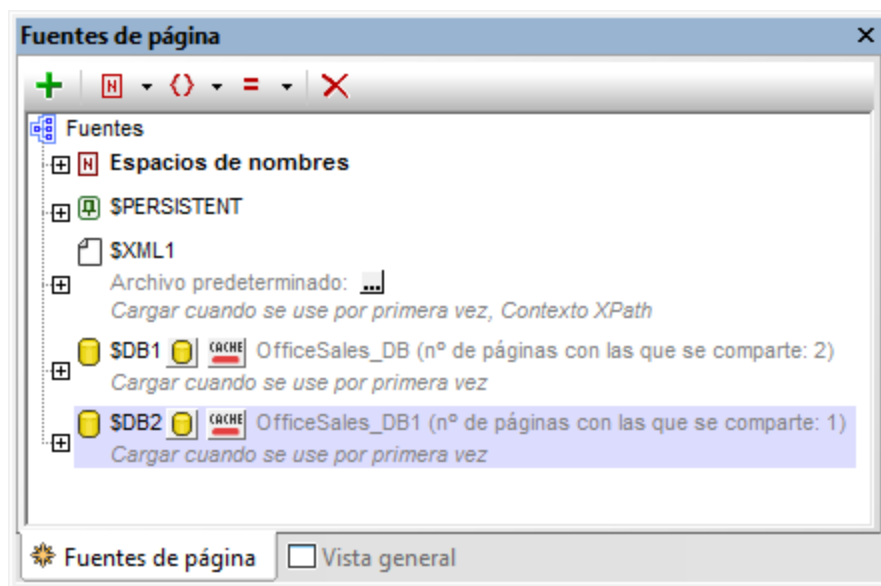 Fuentes de página
Fuentes
Espacios de nombres
$PERSISTENT
$XML1
Archivo predeterminado: ...
Cargar cuando se use por primera vez, Contexto XPath
$DB1 CACHE OfficeSales_DB (nº de páginas con las que se comparte: 2)
Cargar cuando se use por primera vez
$DB2 CACHE OfficeSales_DB1 (nº de páginas con las que se comparte: 1)
Cargar cuando se use por primera vez
Fuentes de página Vista general